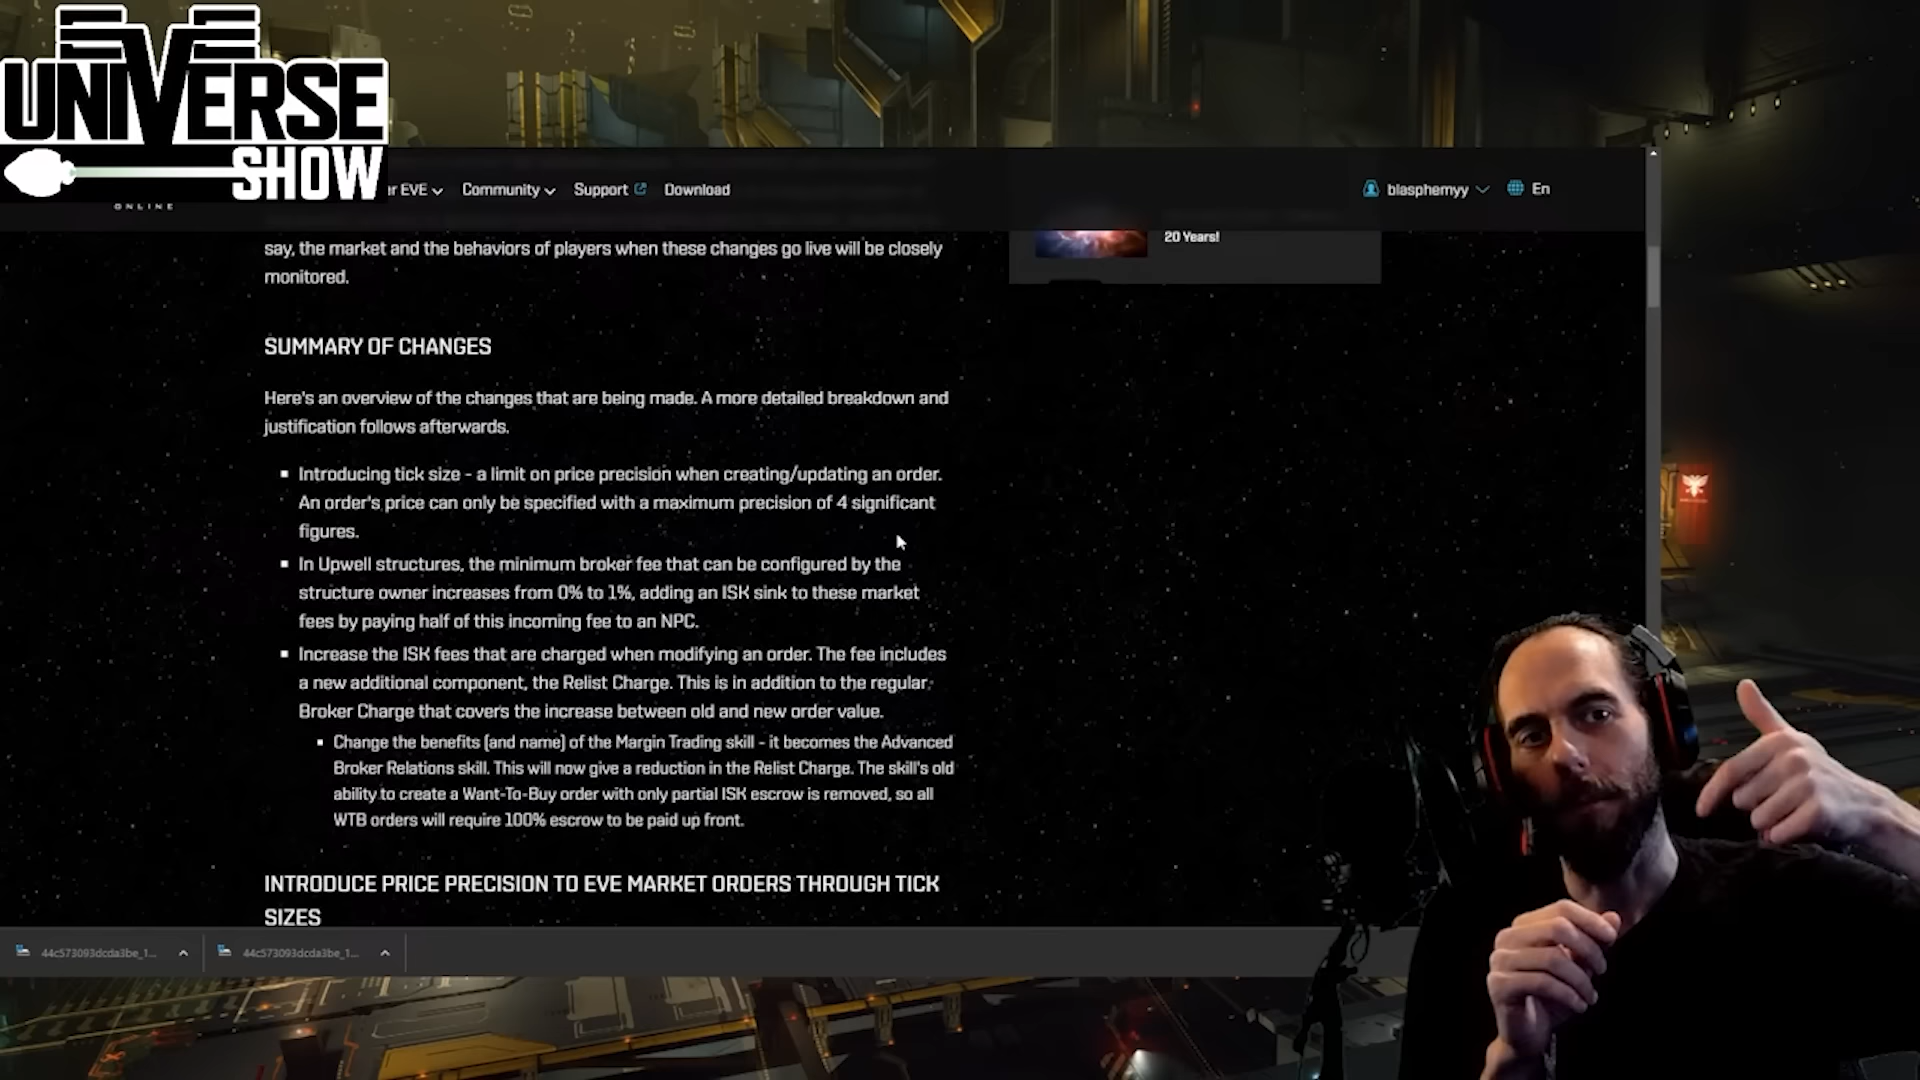 EVE
UNIVERSE
SHOW
ONLINE
er EVE
Community
Support
Download
blasphemyy
En
say, the market and the behaviors of players when these changes go live will be closely
monitored.
20 Years!
SUMMARY OF CHANGES
Here's an overview of the changes that are being made. A more detailed breakdown and
justification follows afterwards.
▪ Introducing tick size - a limit on price precision when creating/updating an order.
An order's price can only be specified with a maximum precision of 4 significant
figures.
▪ In Upwell structures, the minimum broker fee that can be configured by the
structure owner increases from 0% to 1%, adding an ISK sink to these market
fees by paying half of this incoming fee to an NPC.
▪ Increase the ISK fees that are charged when modifying an order. The fee includes
a new additional component, the Relist Charge. This is in addition to the regular
Broker Charge that covers the increase between old and new order value.
▪ Change the benefits (and name) of the Margin Trading skill - it becomes the Advanced
Broker Relations skill. This will now give a reduction in the Relist Charge. The skill's old
ability to create a Want-To-Buy order with only partial ISK escrow is removed, so all
WTB orders will require 100% escrow to be paid up front.
INTRODUCE PRICE PRECISION TO EVE MARKET ORDERS THROUGH TICK
SIZES
44c573093dcda3be_1...
44c573093dcda3be_1...